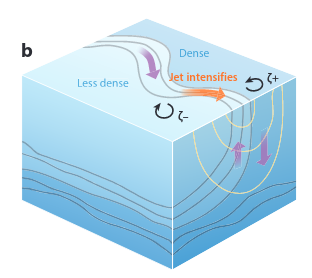 b
Dense
Less dense
Jet intensifies
ζ+
ζ–